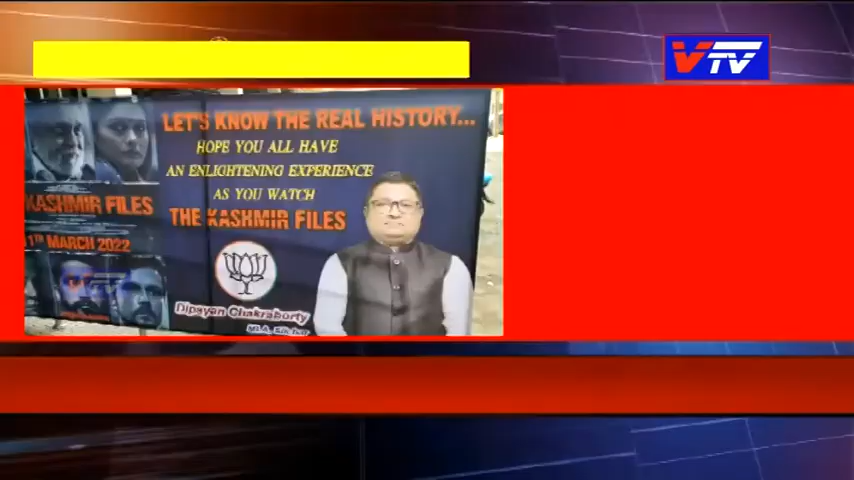 VTV
LET'S KNOW THE REAL HISTORY...
HOPE YOU ALL HAVE
AN ENLIGHTENING EXPERIENCE
AS YOU WATCH
THE KASHMIR FILES
KASHMIR FILES
1TH MARCH 2022
VTV
Dipayan Chakraborty